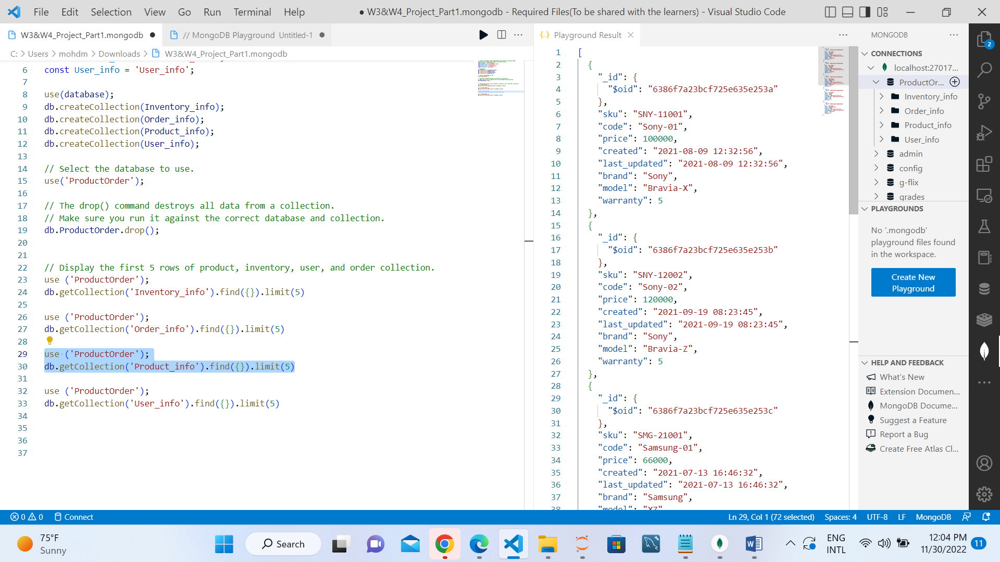 File Edit Selection View Go Run Terminal Help
● W3&W4_Project_Part1.mongodb - Required Files(To be shared with the learners) - Visual Studio Code
W3&W4_Project_Part1.mongodb ●
// MongoDB Playground Untitled-1 ●
C: > Users > mohdm > Downloads > W3&W4_Project_Part1.mongodb
6 const User_info = 'User_info';
7
8 use(database);
9 db.createCollection(Inventory_info);
10 db.createCollection(Order_info);
11 db.createCollection(Product_info);
12 db.createCollection(User_info);
13
14 // Select the database to use.
15 use('ProductOrder');
16
17 // The drop() command destroys all data from a collection.
18 // Make sure you run it against the correct database and collection.
19 db.ProductOrder.drop();
20
21
22 // Display the first 5 rows of product, inventory, user, and order collection.
23 use ('ProductOrder');
24 db.getCollection('Inventory_info').find({}).limit(5)
25
26 use ('ProductOrder');
27 db.getCollection('Order_info').find({}).limit(5)
28
29 use ('ProductOrder');
30 db.getCollection('Product_info').find({}).limit(5)
31
32 use ('ProductOrder');
33 db.getCollection('User_info').find({}).limit(5)
34
35
36
37
Playground Result
1 [
2 {
3 "_id": {
4 "$oid": "6386f7a23bcf725e635e253a"
5 },
6 "sku": "SNY-11001",
7 "code": "Sony-01",
8 "price": 100000,
9 "created": "2021-08-09 12:32:56",
10 "last_updated": "2021-08-09 12:32:56",
11 "brand": "Sony",
12 "model": "Bravia-X",
13 "warranty": 5
14 },
15 {
16 "_id": {
17 "$oid": "6386f7a23bcf725e635e253b"
18 },
19 "sku": "SNY-12002",
20 "code": "Sony-02",
21 "price": 120000,
22 "created": "2021-09-19 08:23:45",
23 "last_updated": "2021-09-19 08:23:45",
24 "brand": "Sony",
25 "model": "Bravia-Z",
26 "warranty": 5
27 },
28 {
29 "_id": {
30 "$oid": "6386f7a23bcf725e635e253c"
31 },
32 "sku": "SMG-21001",
33 "code": "Samsung-01",
34 "price": 66000,
35 "created": "2021-07-13 16:46:32",
36 "last_updated": "2021-07-13 16:46:32",
37 "brand": "Samsung",
38 "model": "X7"
MONGODB
CONNECTIONS
localhost:27017...
ProductOr...
Inventory_info
Order_info
Product_info
User_info
admin
config
g-flix
grades
PLAYGROUNDS
No '.mongodb'
playground files found
in the workspace.
Create New
Playground
HELP AND FEEDBACK
What's New
Extension Documen...
MongoDB Docume...
Suggest a Feature
Report a Bug
Create Free Atlas Cl...
2
0 0 Connect
Ln 29, Col 1 (72 selected) Spaces: 4 UTF-8 LF MongoDB
75°F
Sunny
Search
ENG
INTL
12:04 PM
11/30/2022
11